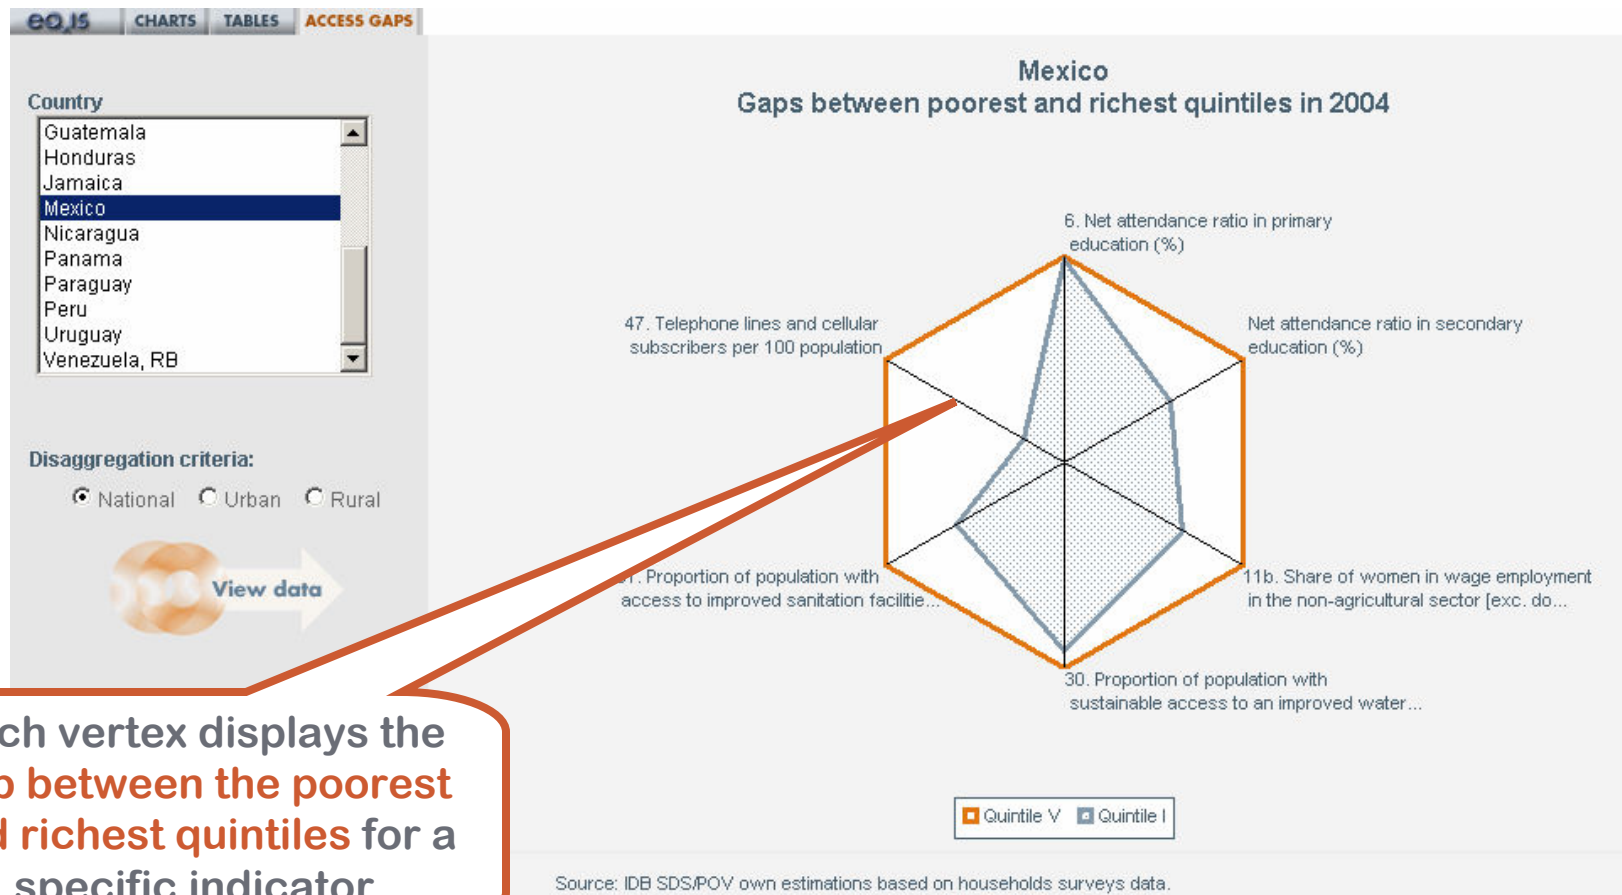 eQ.IS
CHARTS
TABLES
ACCESS GAPS
Country
Guatemala
Honduras
Jamaica
Mexico
Nicaragua
Panama
Paraguay
Peru
Uruguay
Venezuela, RB
Disaggregation criteria:
National
Urban
Rural
View data
Mexico
Gaps between poorest and richest quintiles in 2004
6. Net attendance ratio in primary
education (%)
47. Telephone lines and cellular
subscribers per 100 population
Net attendance ratio in secondary
education (%)
. Proportion of population with
access to improved sanitation facilitie...
11b. Share of women in wage employment
in the non-agricultural sector [exc. do...
30. Proportion of population with
sustainable access to an improved water...
ch vertex displays the
between the poorest
richest quintiles for a
specific indicator
Quintile V
Quintile I
Source: IDB SDS/POV own estimations based on households surveys data.